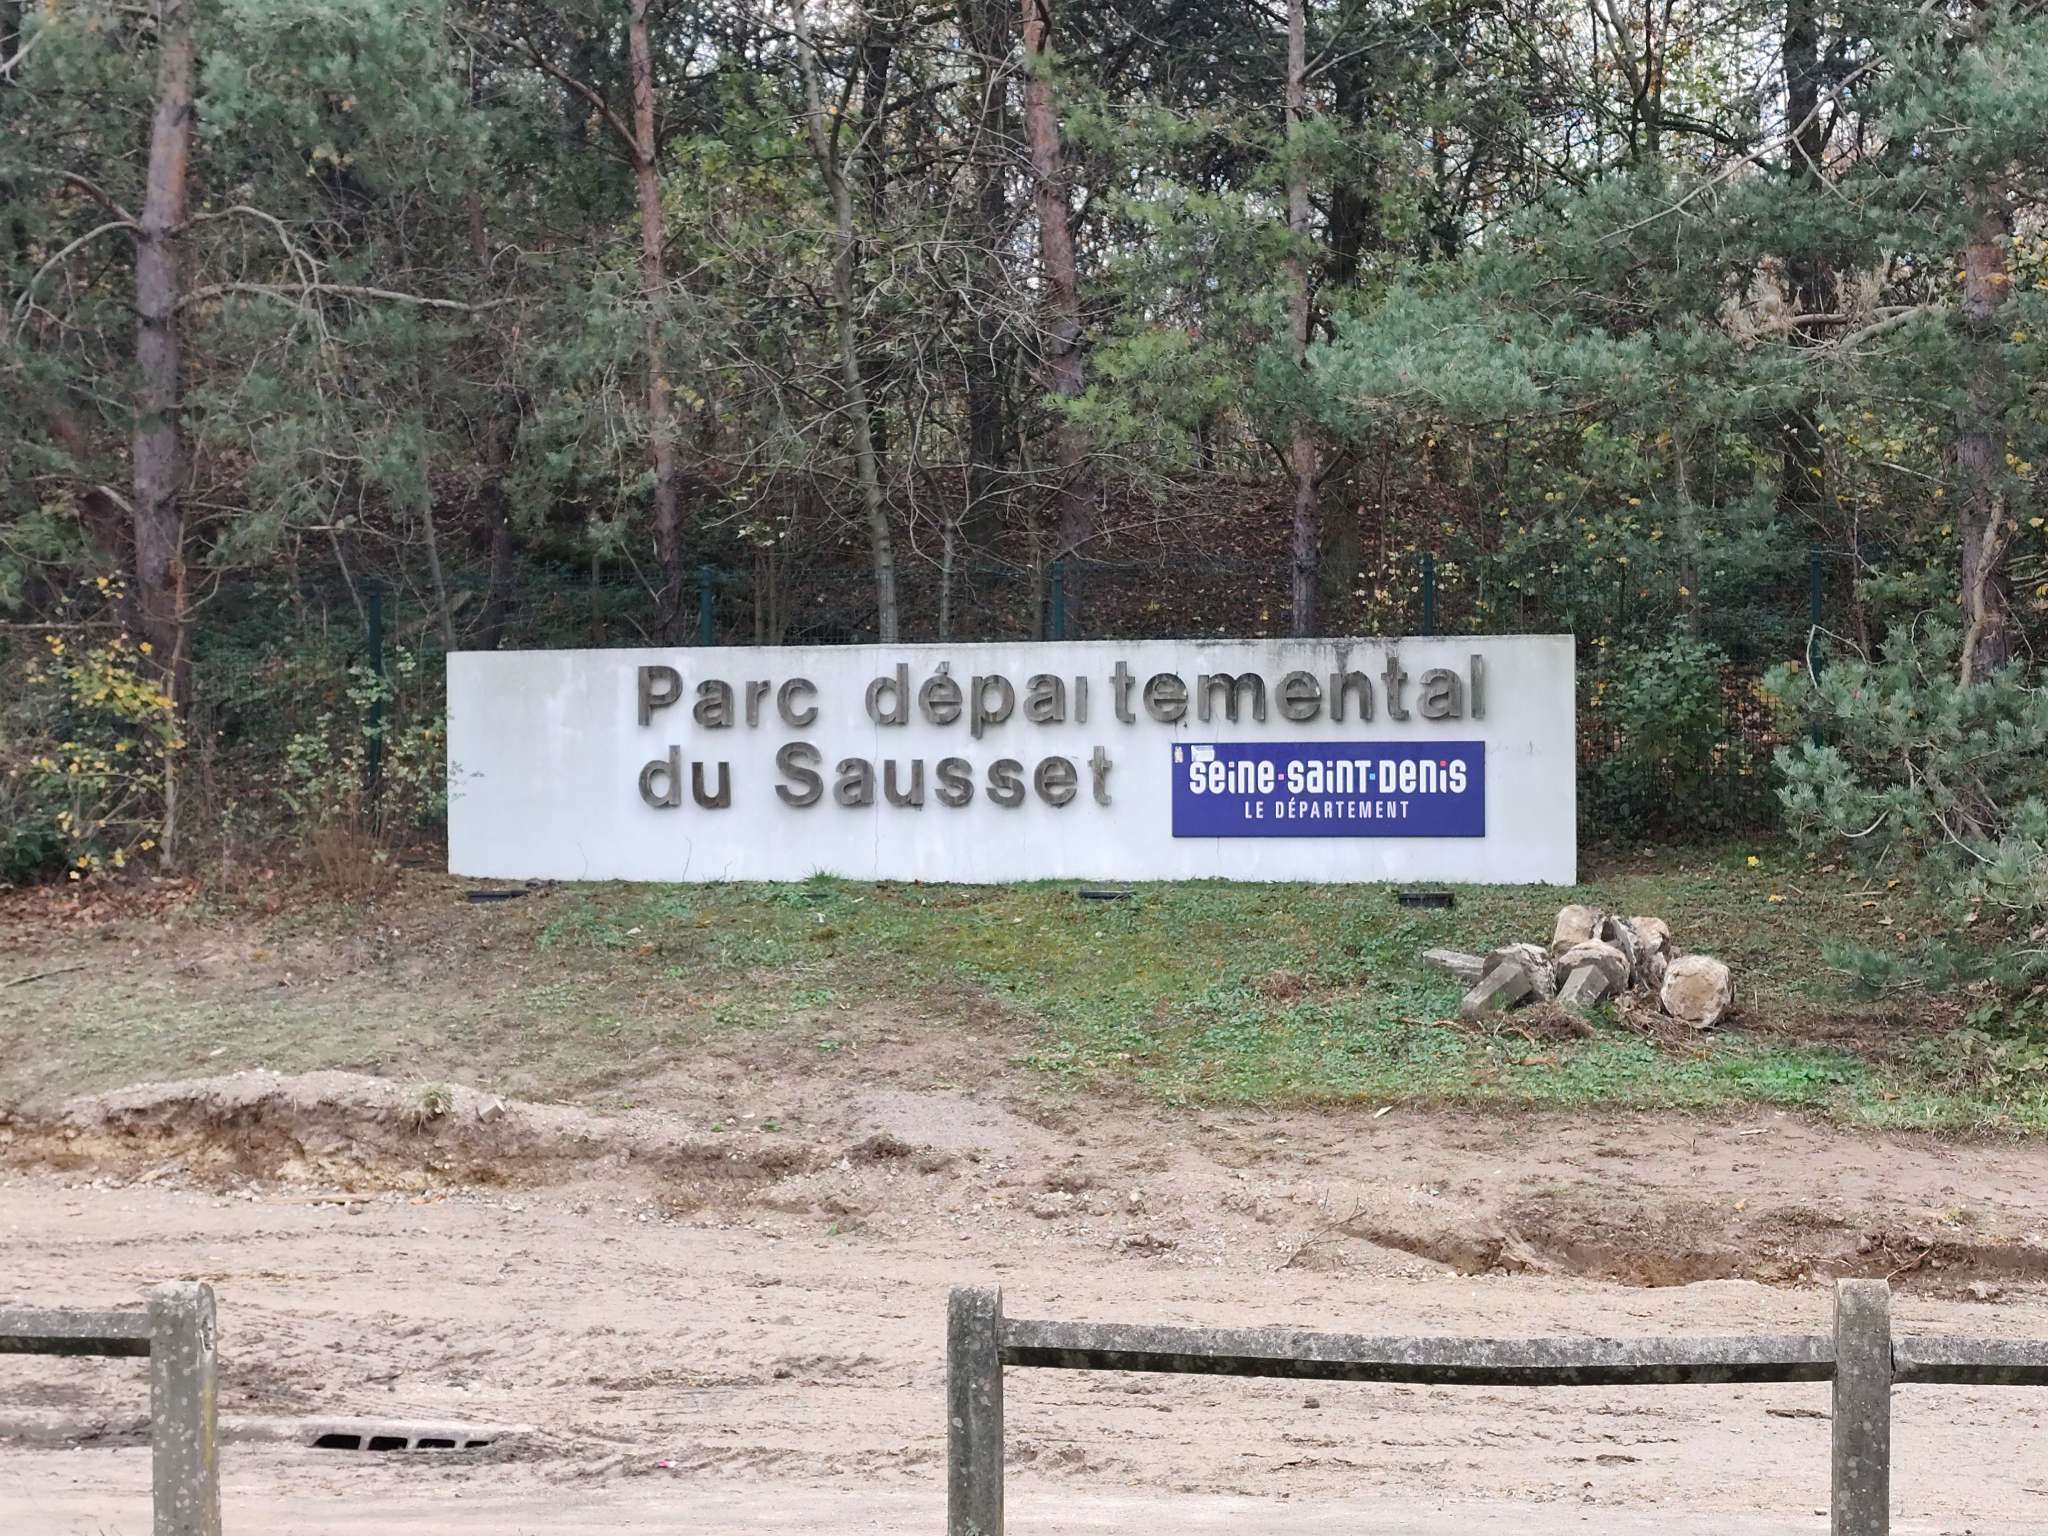 Parc départemental
du Sausset
seine-saint-denis
LE DÉPARTEMENT